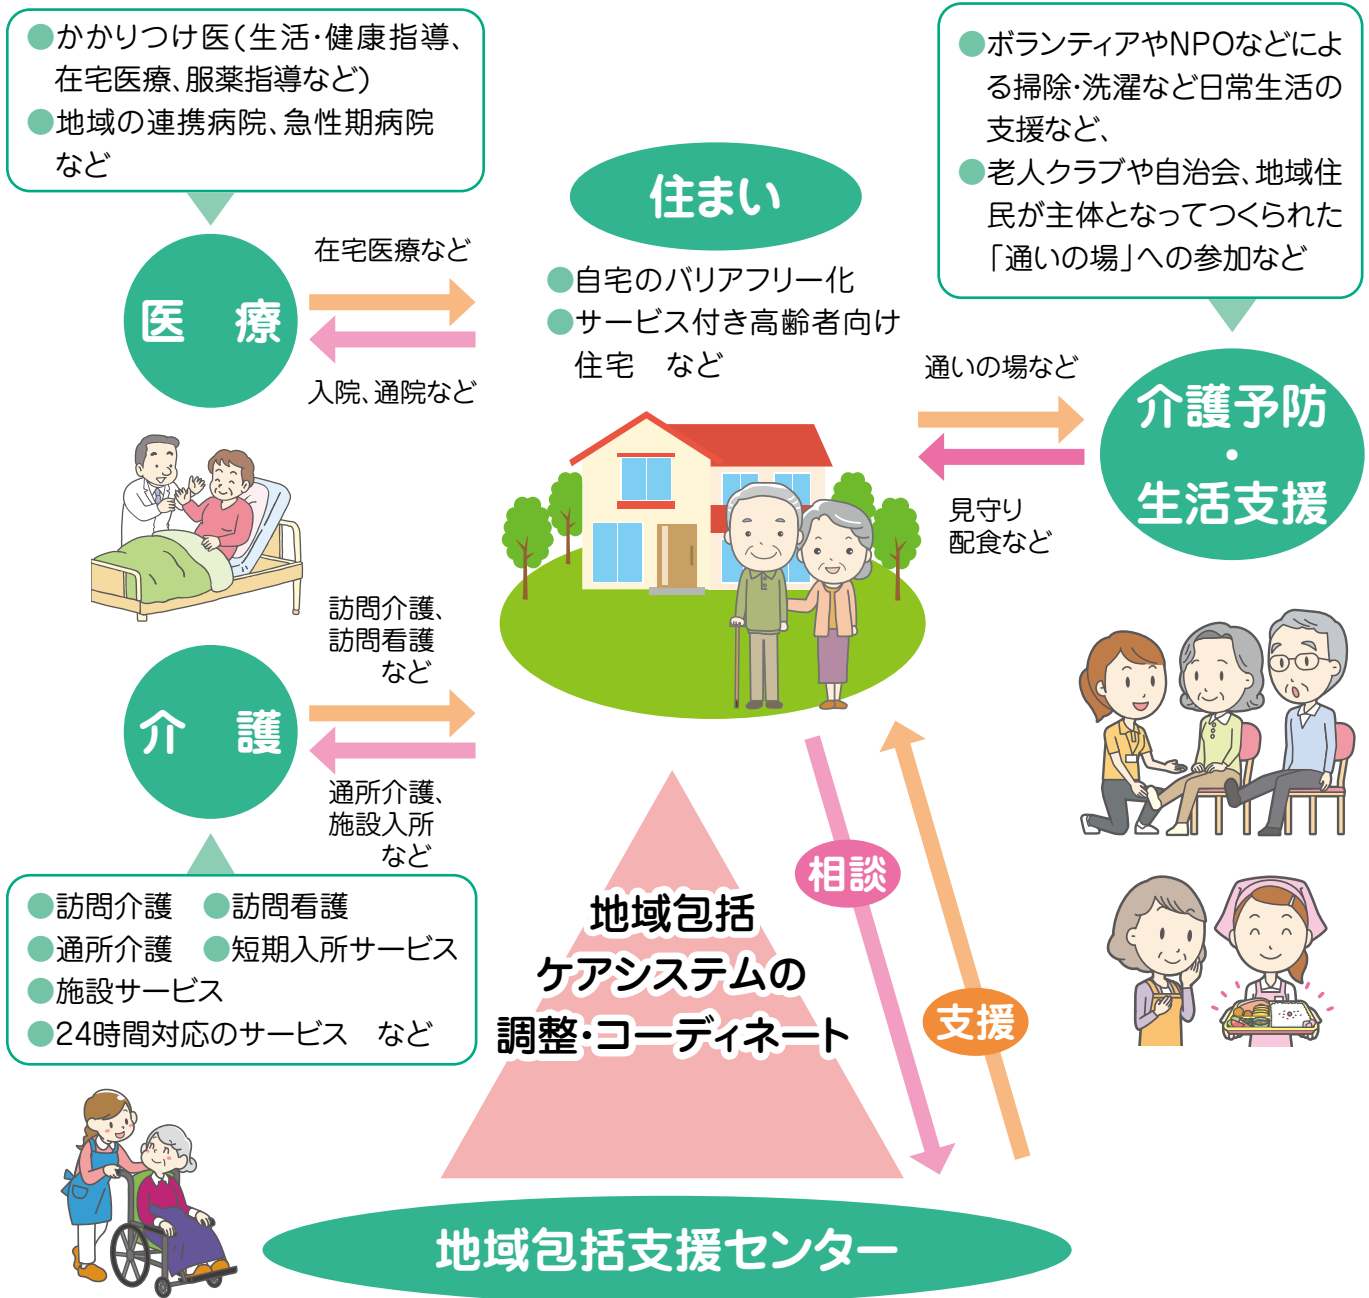 ●かかりつけ医(生活・健康指導、
在宅医療、服薬指導など)
●地域の連携病院、急性期病院
など
医　療
在宅医療など
入院、通院など
住まい
●自宅のバリアフリー化
●サービス付き高齢者向け
住宅　など
●ボランティアやNPOなどによ
る掃除・洗濯など日常生活の
支援など、
●老人クラブや自治会、地域住
民が主体となってつくられた
「通いの場」への参加など
通いの場など
見守り
配食など
介護予防
・
生活支援
訪問介護、
訪問看護
など
介　護
通所介護、
施設入所
など
●訪問介護　●訪問看護
●通所介護　●短期入所サービス
●施設サービス
●24時間対応のサービス　など
地域包括
ケアシステムの
調整・コーディネート
相談
支援
地域包括支援センター